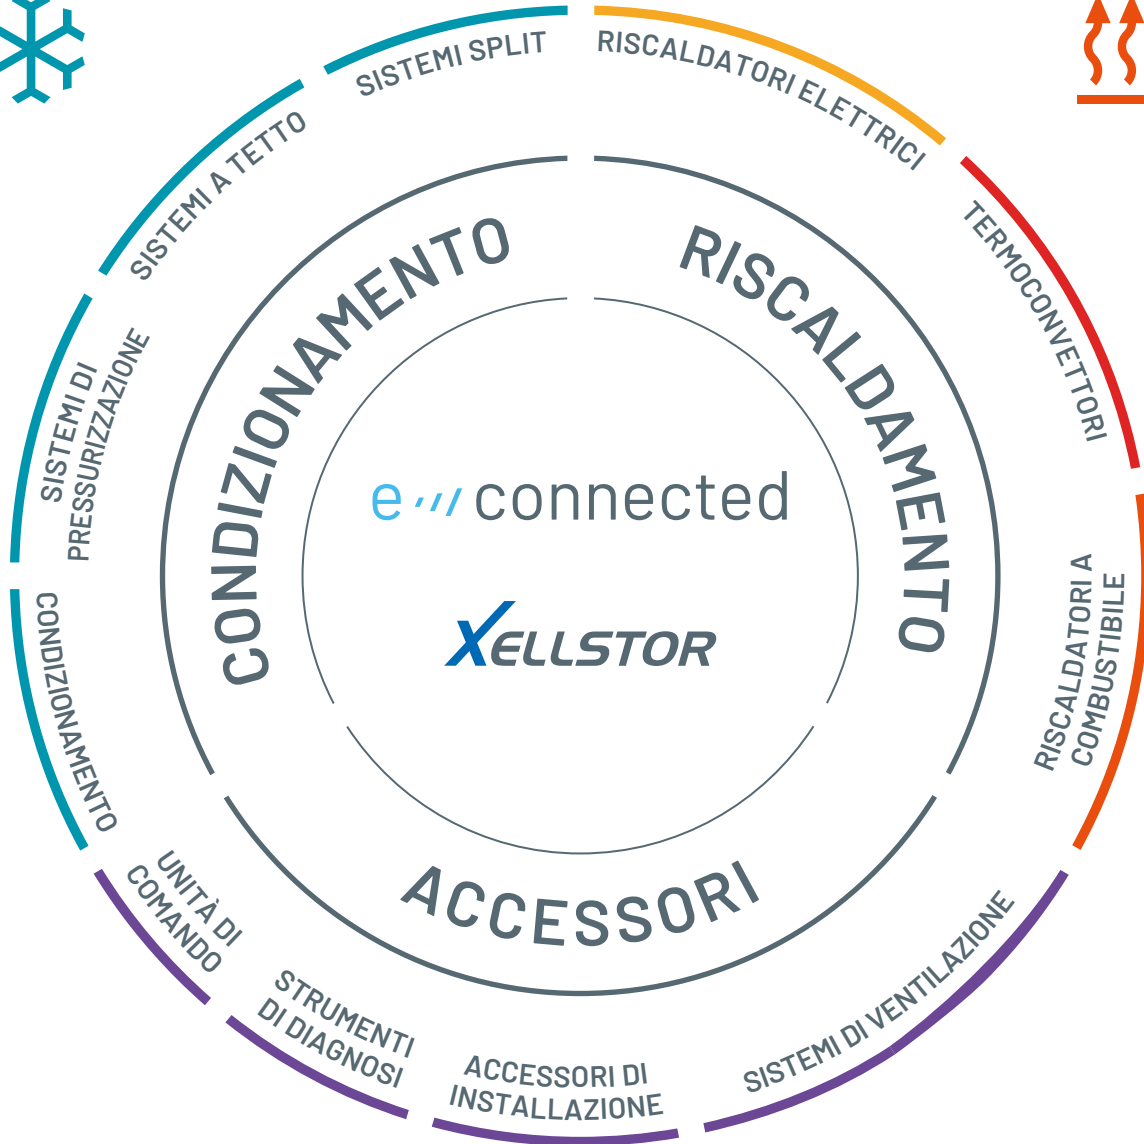 SISTEMI SPLIT
RISCALDATORI ELETTRICI
SISTEMI A TETTO
TERMOCONVETTORI
CONDIZIONAMENTO
RISCALDAMENTO
SISTEMI DI
PRESSURIZZAZIONE
e connected
XELLSTOR
RISCALDATORI A
COMBUSTIBILE
CONDIZIONAMENTO
ACCESSORI
UNITÀ DI
COMANDO
STRUMENTI
DI DIAGNOSI
ACCESSORI DI
INSTALLAZIONE
SISTEMI DI VENTILAZIONE